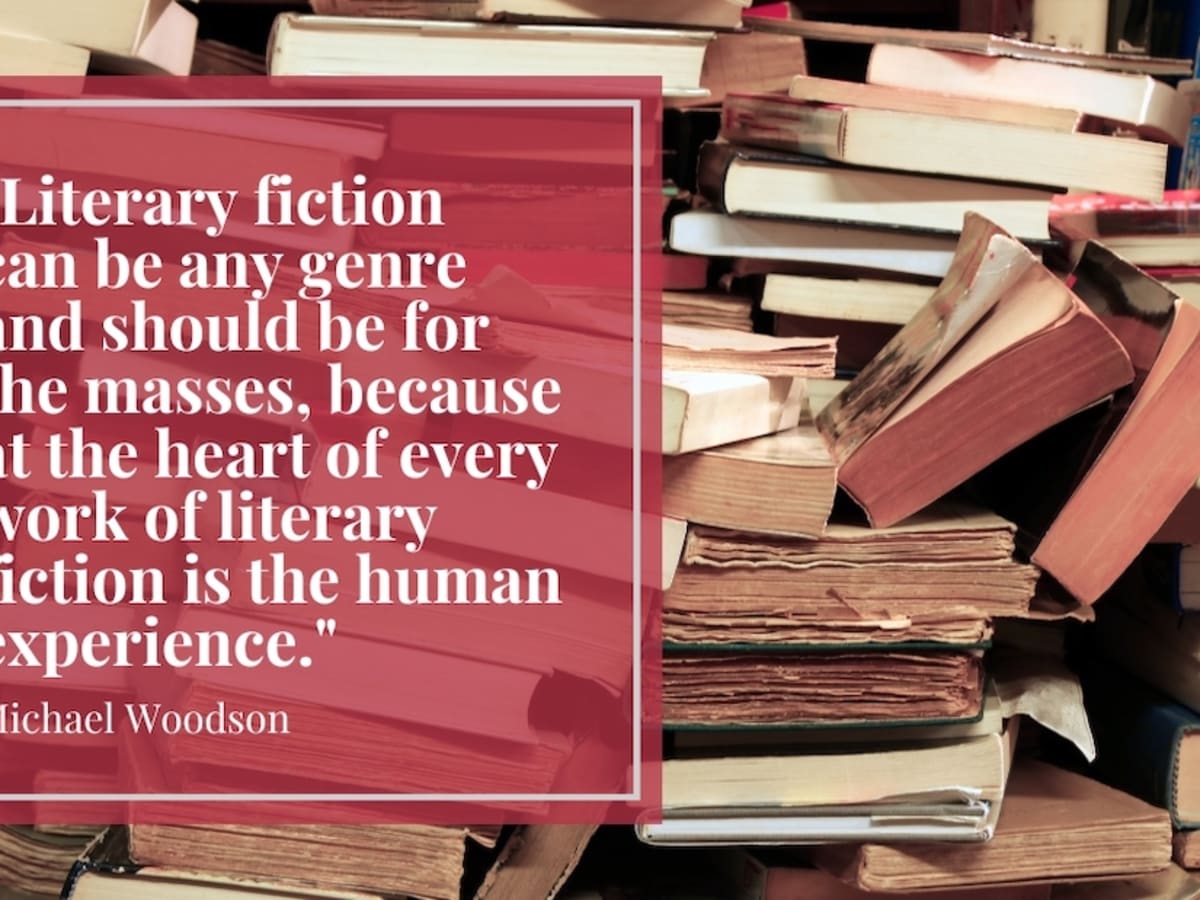 Literary fiction
can be any genre
and should be for
the masses, because
at the heart of every
work of literary
fiction is the human
experience."
Michael Woodson